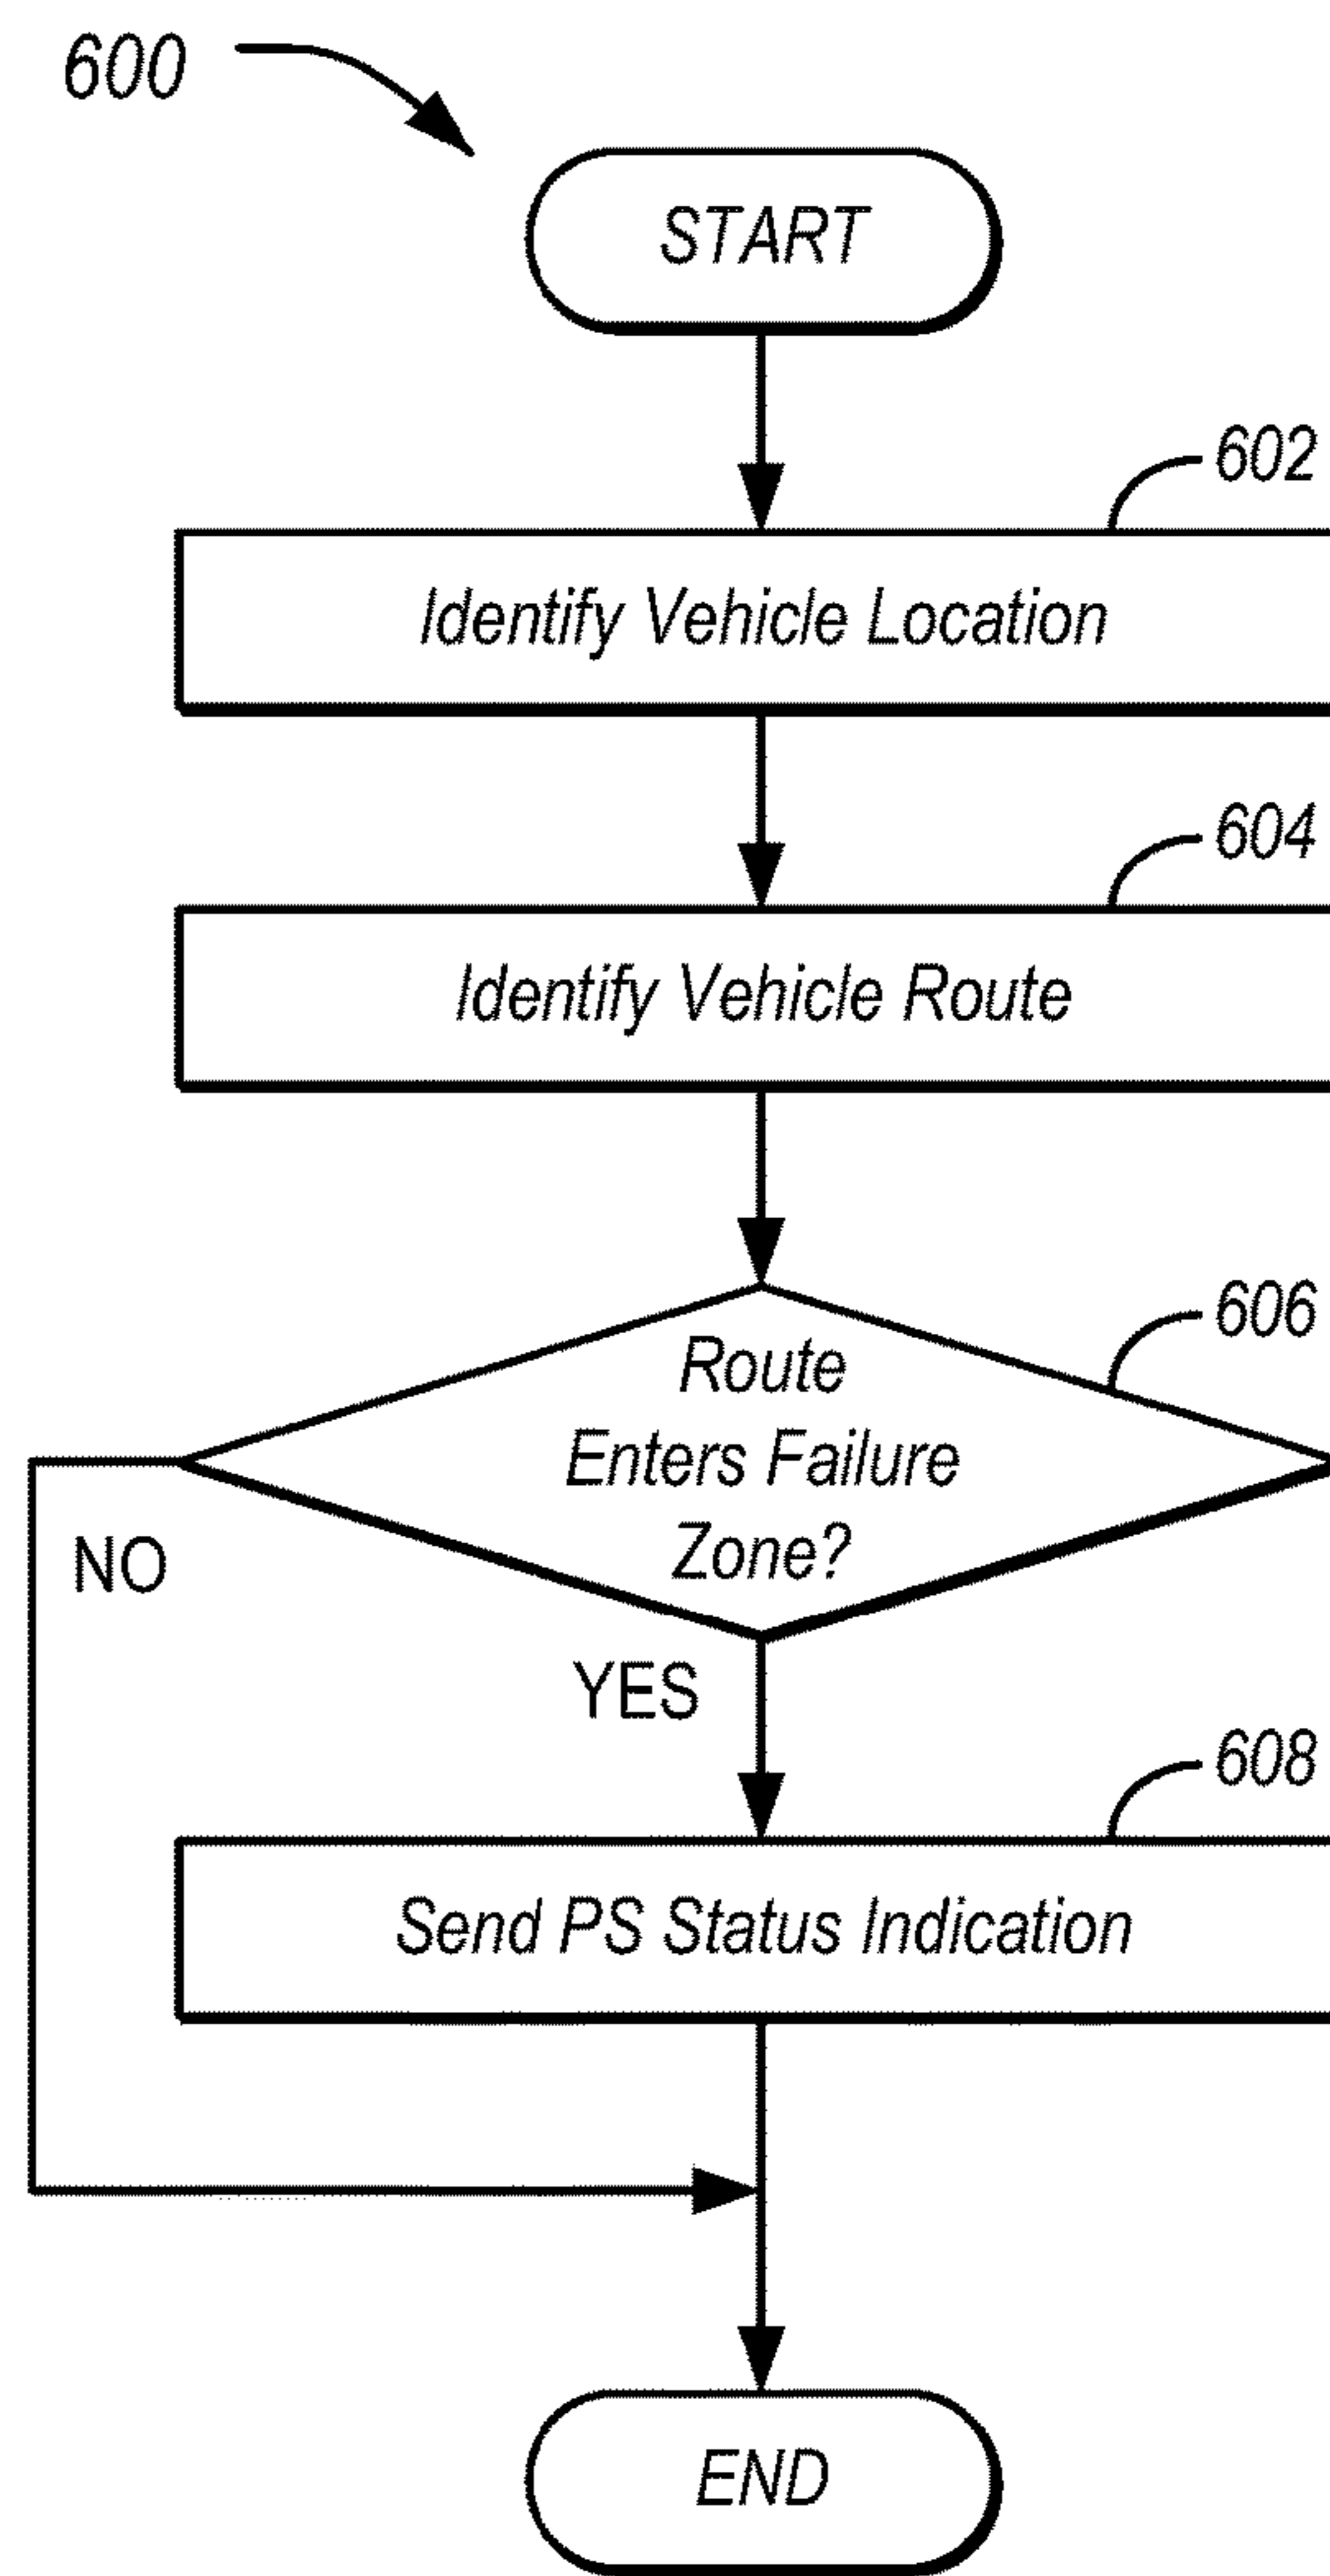 600
START
602
Identify Vehicle Location
604
Identify Vehicle Route
606
Route
Enters Failure
Zone?
NO
YES
608
Send PS Status Indication
END